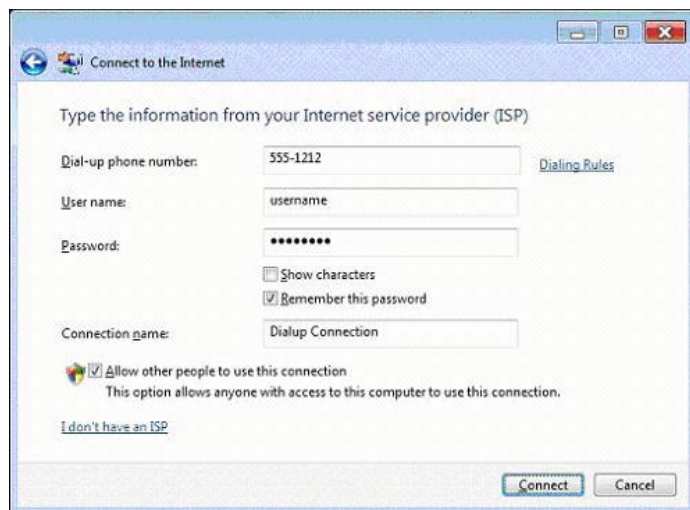 Connect to the Internet
Type the information from your Internet service provider (ISP)
Dial-up phone number: 555-1212 Dialing Rules
User name: username
Password: ••••••••
Show characters
Remember this password
Connection name: Dialup Connection
Allow other people to use this connection
This option allows anyone with access to this computer to use this connection.
I don't have an ISP
Connect Cancel